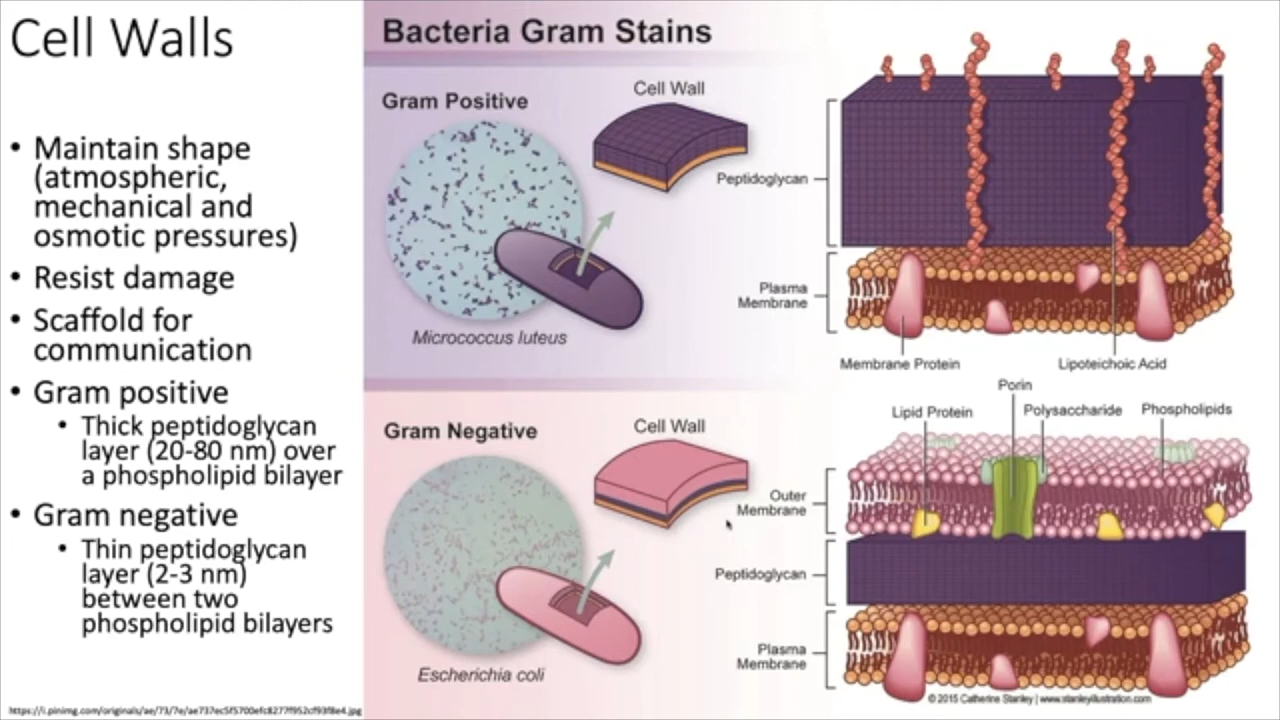 Cell Walls
• Maintain shape
(atmospheric,
mechanical and
osmotic pressures)
• Resist damage
• Scaffold for
communication
• Gram positive
• Thick peptidoglycan
layer (20-80 nm) over
a phospholipid bilayer
• Gram negative
• Thin peptidoglycan
layer (2-3 nm)
between two
phospholipid bilayers
Bacteria Gram Stains
Gram Positive
Cell Wall
Micrococcus luteus
Peptidoglycan
Plasma
Membrane
Membrane Protein
Lipoteichoic Acid
Gram Negative
Cell Wall
Escherichia coli
Porin
Lipid Protein
Polysaccharide
Phospholipids
Outer
Membrane
Peptidoglycan
Plasma
Membrane
© 2015 Catherine Stanley | www.stanleyillustration.com